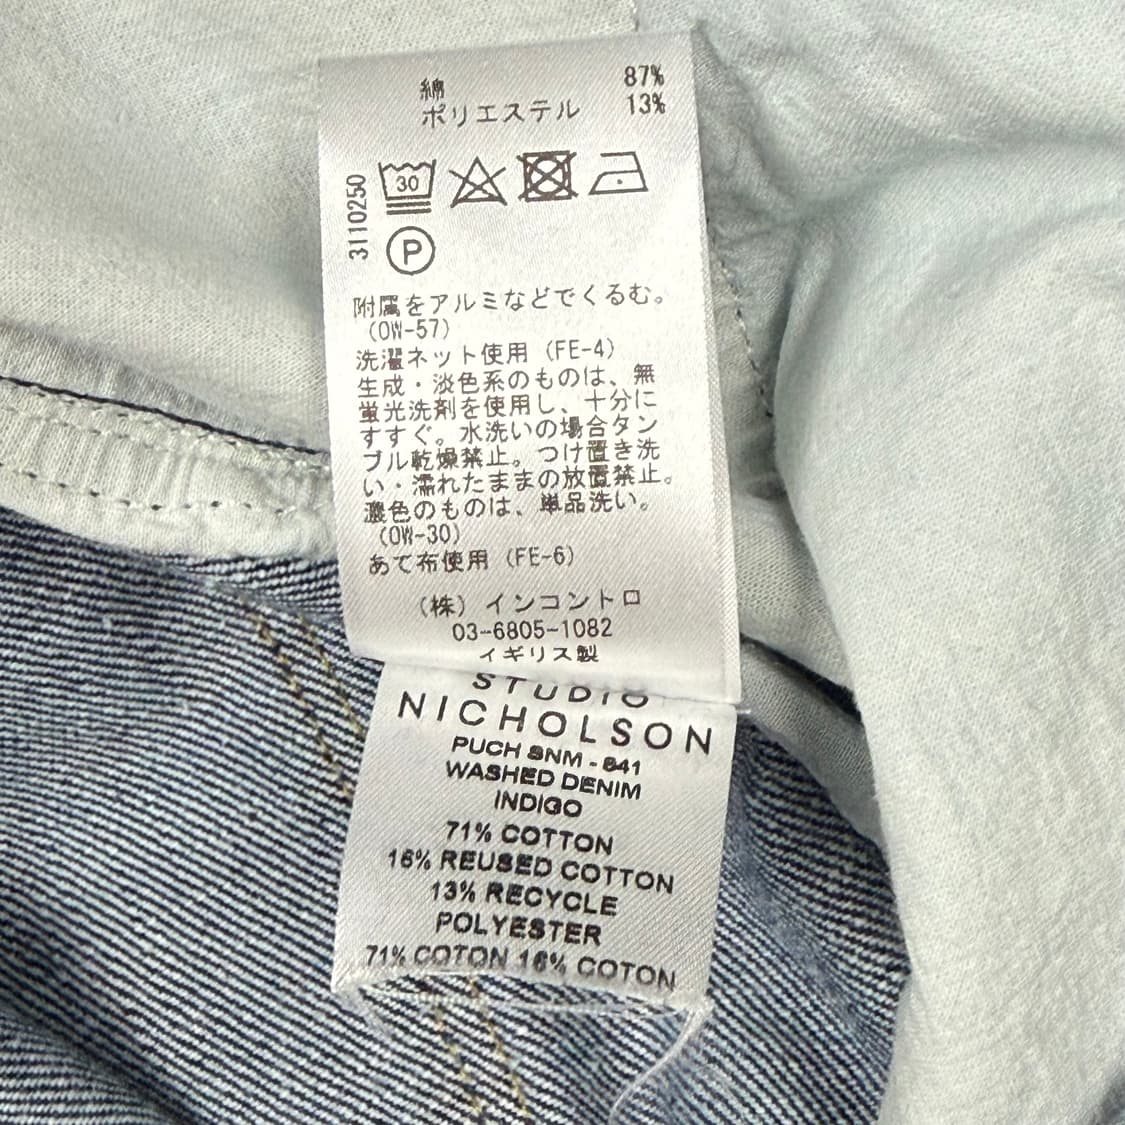 綿 87%
ポリエステル 13%
30
3110250
P
附属をアルミなどでくるむ。
(OW-57)
洗濯ネット使用 (FE-4)
生成・淡色系のものは、無
蛍光洗剤を使用し、十分に
すすぐ。水洗いの場合タン
ブル乾燥禁止。つけ置き洗
い・濡れたままの放置禁止。
濃色のものは、単品洗い。
(OW-30)
あて布使用 (FE-6)
(株) インコントロ
03-6805-1082
イギリス製
STUDIO
NICHOLSON
PUCH SNM - 841
WASHED DENIM
INDIGO
71% COTTON
16% REUSED COTTON
13% RECYCLE
POLYESTER
71% COTON 16% COTON